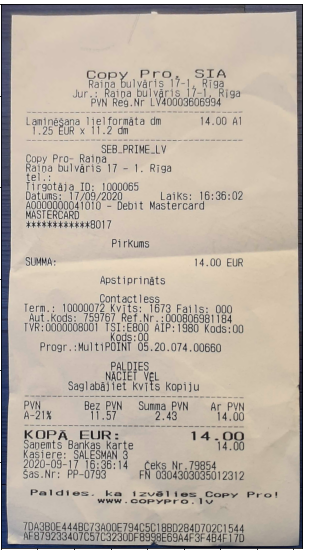 Copy Pro, SIA
Raiņa bulvāris 17-1, Rīga
Jur.: Raiņa bulvāris 17-1, Rīga
PVN Reg.Nr LV40003606994
Laminēšana lielformāta dm 14.00 A1
1.25 EUR x 11.2 dm
SEB_PRIME_LV
Copy Pro- Raiņa
Raiņa bulvāris 17 - 1. Rīga
tel.:
Tirgotāja ID: 1000065
Datums: 17/09/2020 Laiks: 16:36:02
A0000000041010 - Debit Mastercard
MASTERCARD
************8017
Pirkums
SUMMA: 14.00 EUR
Apstiprināts
Contactless
Term.: 10000072 Kvīts: 1673 Fails: 000
Aut.Kods: 759767 Ref.Nr.:000806981184
TVR:0000008001 TSI:E800 AIP:1980 Kods:00
Kods:00
Progr.:MultiPOINT 05.20.074.00660
PALDIES
NĀCIET VĒL
Saglabājiet kvīts kopiju
PVN Bez PVN Summa PVN Ar PVN
A-21% 11.57 2.43 14.00
KOPĀ EUR: 14.00
Saņemts Bankas Karte 14.00
Kasiere: SALESMAN 3
2020-09-17 16:36:14 čeks Nr.79854
Šas.Nr: PP-0793 FN 0304303035012312
Paldies, ka izvēlies Copy Pro!
www.copypro.lv
7DA3B0E444BC73A00E794C5C1BBD284D702C1544
AF879233407C57C3230DFB998E69A4F3F4B4F17D